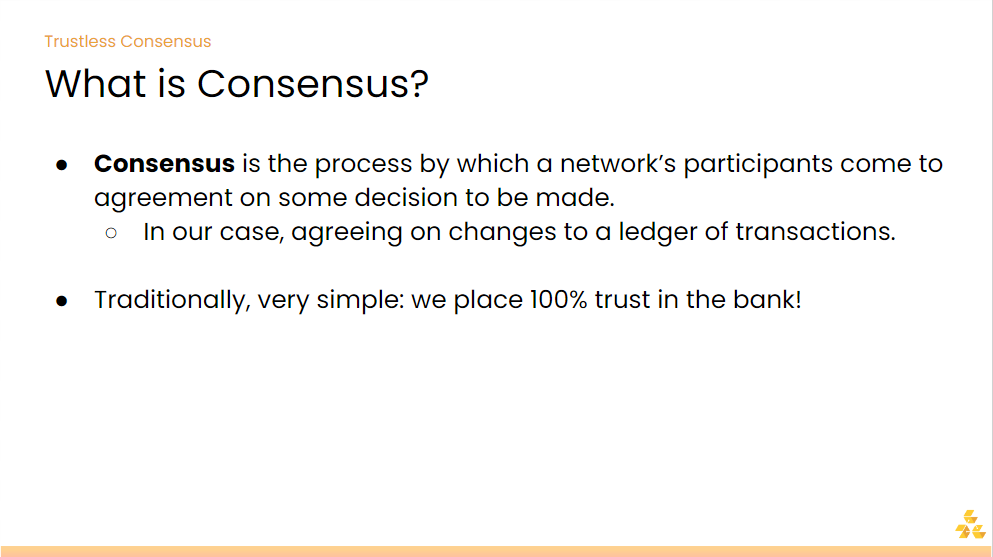 Trustless Consensus
What is Consensus?
● Consensus is the process by which a network’s participants come to
agreement on some decision to be made.
○ In our case, agreeing on changes to a ledger of transactions.
● Traditionally, very simple: we place 100% trust in the bank!